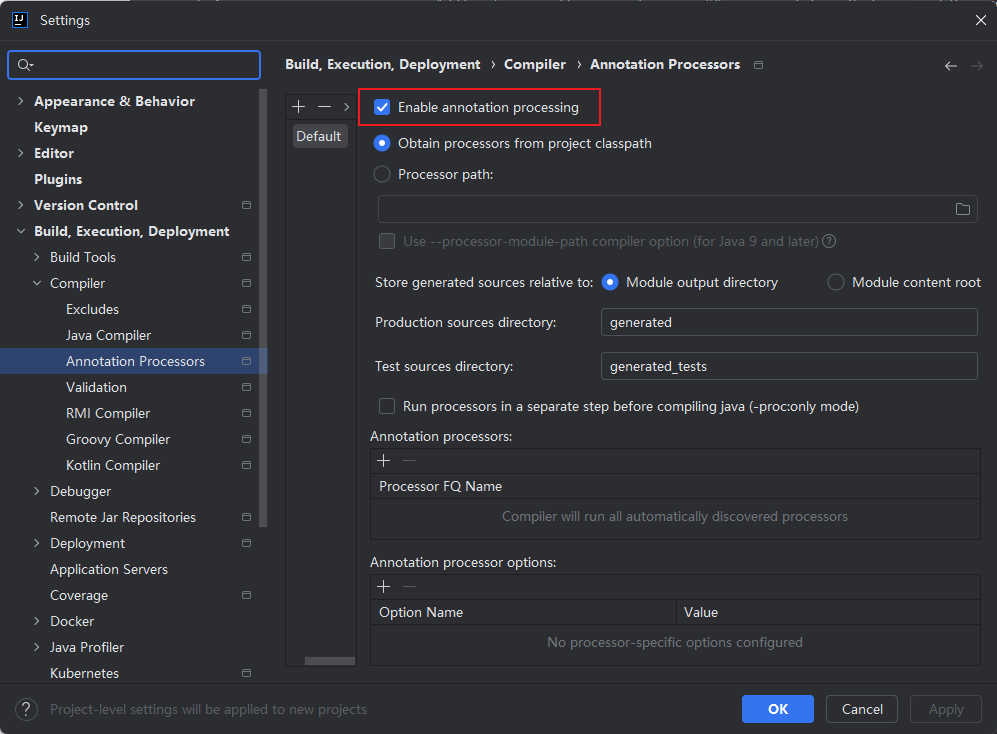 Settings
Appearance & Behavior
Keymap
Editor
Plugins
Version Control
Build, Execution, Deployment
Build Tools
Compiler
Excludes
Java Compiler
Annotation Processors
Validation
RMI Compiler
Groovy Compiler
Kotlin Compiler
Debugger
Remote Jar Repositories
Deployment
Application Servers
Coverage
Docker
Java Profiler
Kubernetes
Build, Execution, Deployment › Compiler › Annotation Processors
Default
Enable annotation processing
Obtain processors from project classpath
Processor path:
Use --processor-module-path compiler option (for Java 9 and later) ?
Store generated sources relative to: Module output directory Module content root
Production sources directory: generated
Test sources directory: generated_tests
Run processors in a separate step before compiling java (-proc:only mode)
Annotation processors:
Processor FQ Name
Compiler will run all automatically discovered processors
Annotation processor options:
Option Name Value
No processor-specific options configured
? Project-level settings will be applied to new projects
OK Cancel Apply